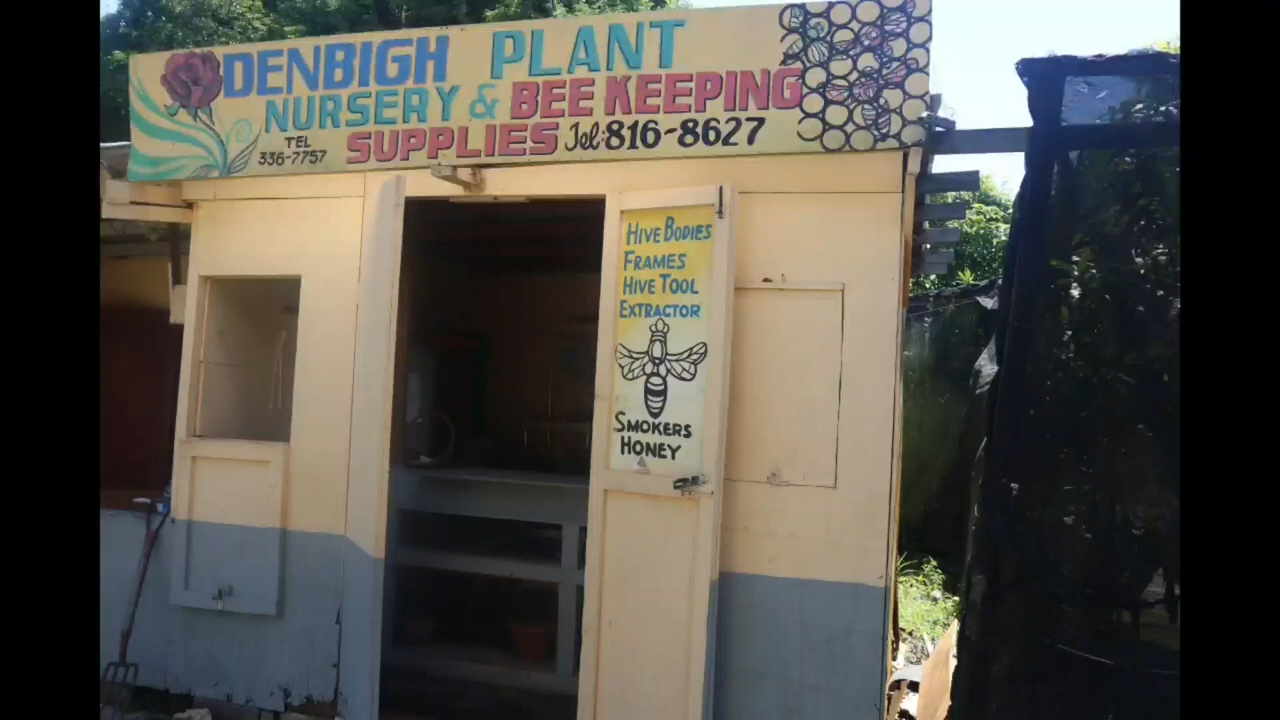 DENBIGH PLANT
NURSERY & BEE KEEPING
SUPPLIES Tel: 816-8627
TEL
336-7757
HIVE BODIES
FRAMES
HIVE TOOL
EXTRACTOR
SMOKERS
HONEY